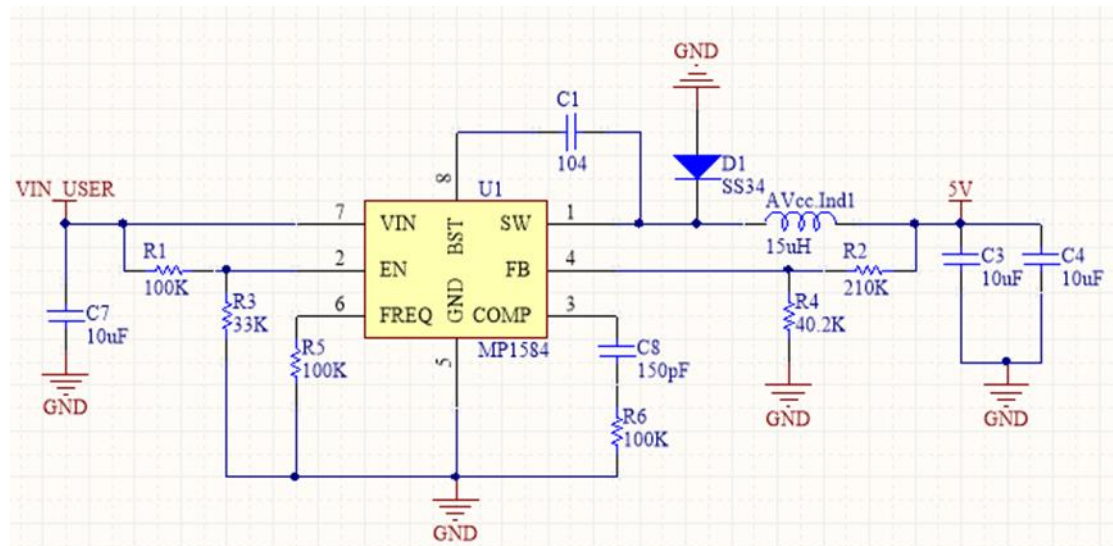 GND
C1
104
D1
SS34
VIN_USER
U1
8
AVcc.Ind1
5V
7
VIN
BST
SW
1
15uH
R1
100K
2
EN
FB
4
R2
210K
C3
10uF
C4
10uF
C7
10uF
R3
33K
6
FREQ
GND
COMP
3
R4
40.2K
R5
100K
5
MP1584
C8
150pF
GND
GND
GND
R6
100K
GND